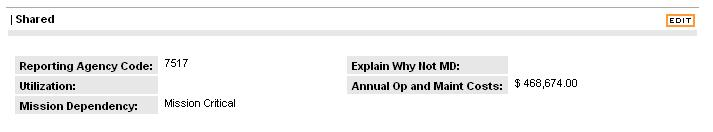 | Shared EDIT
Reporting Agency Code: 7517 Explain Why Not MD:
Utilization: Annual Op and Maint Costs: $ 468,674.00
Mission Dependency: Mission Critical